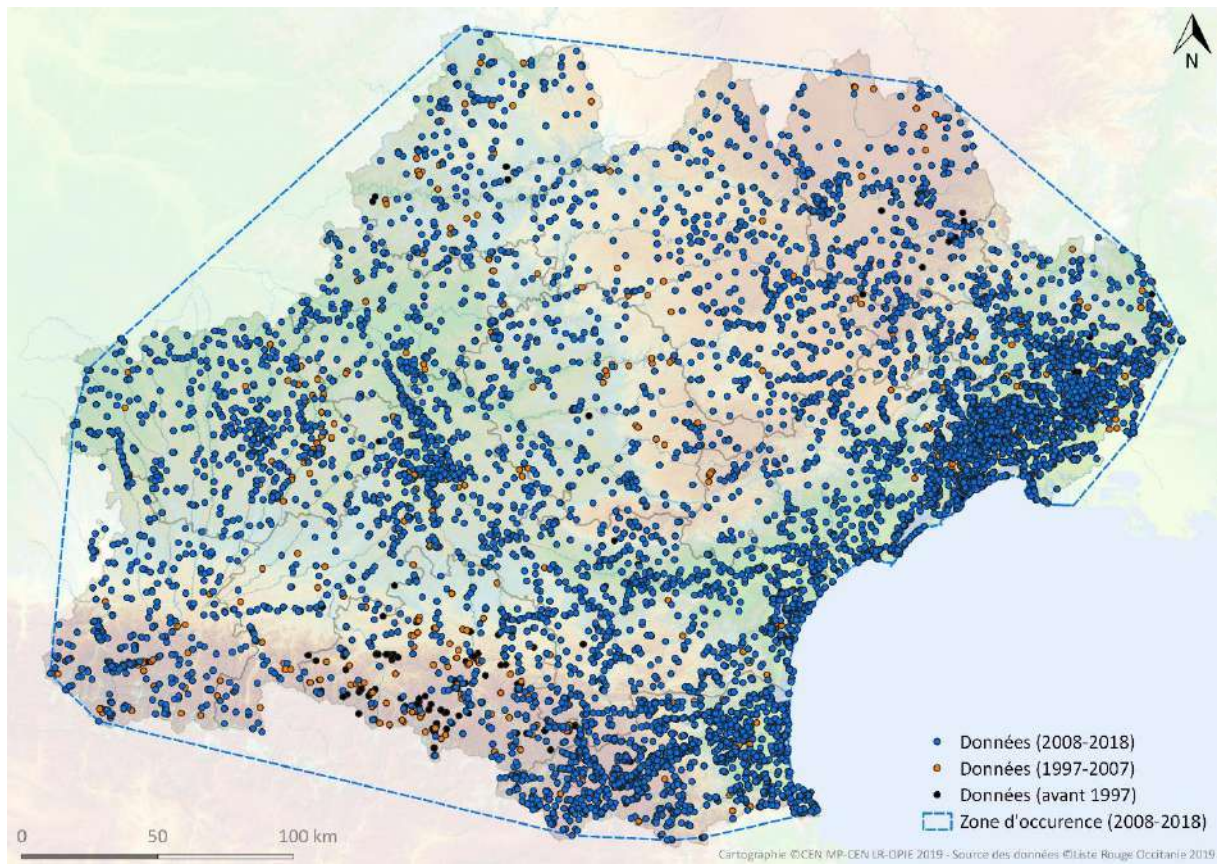 N
Données (2008-2018)
Données (1997-2007)
Données (avant 1997)
Zone d'occurence (2008-2018)
0 50 100 km
Cartographie ©CEN MP-CEN LR-OPIE 2019 - Source des données ©Liste Rouge Occitanie 2019